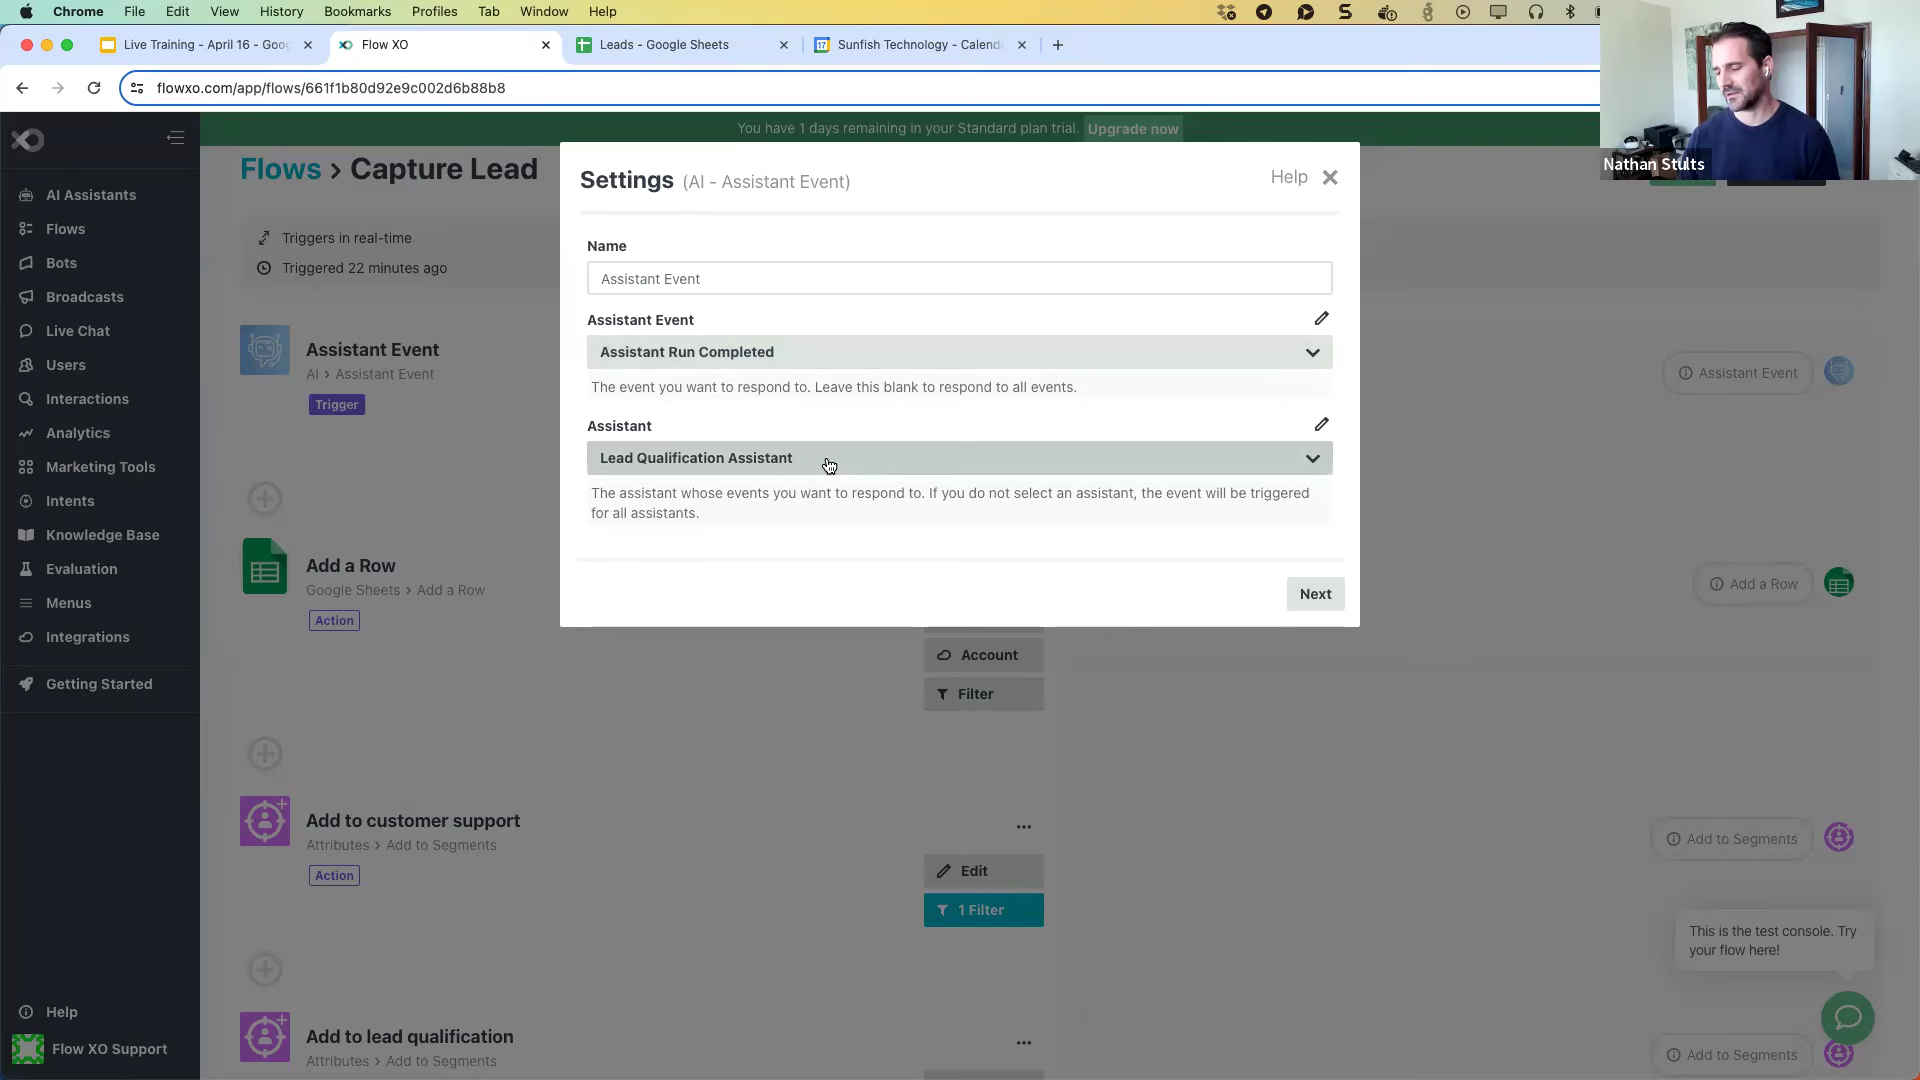 Chrome File Edit View History Bookmarks Profiles Tab Window Help
Live Training - April 16 - Goo
Flow XO
Leads - Google Sheets
17
Sunfish Technology - Calend
flowxo.com/app/flows/661f1b80d92e9c002d6b88b8
Nathan Stults
You have 1 days remaining in your Standard plan trial. Upgrade now
XO
AI Assistants
Flows
Bots
Broadcasts
Live Chat
Users
Interactions
Analytics
Marketing Tools
Intents
Knowledge Base
Evaluation
Menus
Integrations
Getting Started
Help
Flow XO Support
Flows > Capture Lead
Triggers in real-time
Triggered 22 minutes ago
Assistant Event
AI > Assistant Event
Trigger
Add a Row
Google Sheets > Add a Row
Action
Account
Filter
Add to customer support
Attributes > Add to Segments
Action
Edit
1 Filter
Add to lead qualification
Attributes > Add to Segments
Settings (AI - Assistant Event)
Help
Name
Assistant Event
Assistant Event
Assistant Run Completed
The event you want to respond to. Leave this blank to respond to all events.
Assistant
Lead Qualification Assistant
The assistant whose events you want to respond to. If you do not select an assistant, the event will be triggered
for all assistants.
Next
Assistant Event
Add a Row
Add to Segments
This is the test console. Try
your flow here!
Add to Segments